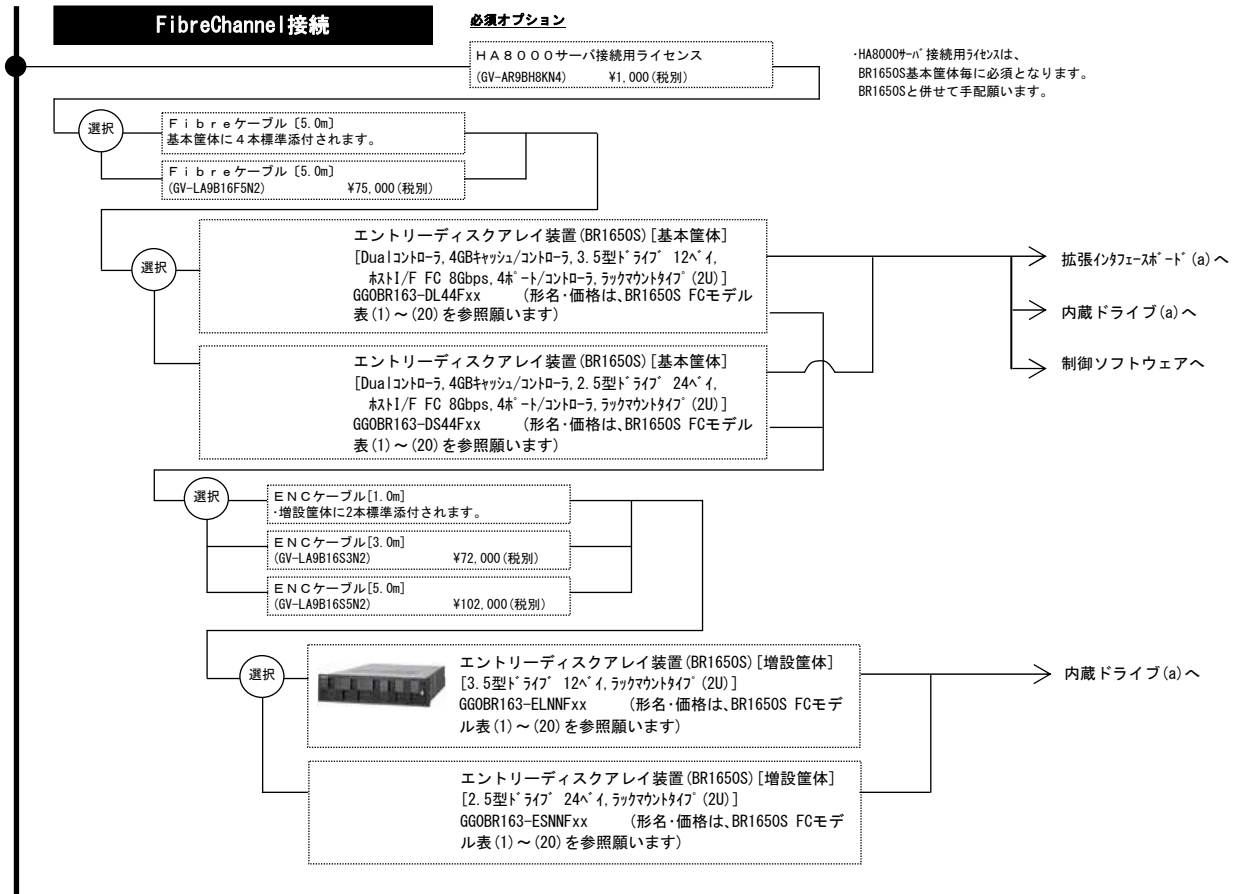 FibreChannel接続
必須オプション
HA8000サーバ接続用ライセンス
(GV-AR9BH8KN4) ¥1,000(税別)
･HA8000ｻｰﾊﾞ接続用ﾗｲｾﾝｽは、
BR1650S基本筐体毎に必須となります。
BR1650Sと併せて手配願います。
選択
Ｆｉｂｒｅケーブル〔5.0m〕
基本筐体に４本標準添付されます。
Ｆｉｂｒｅケーブル〔5.0m〕
(GV-LA9B16F5N2) ¥75,000(税別)
選択
エントリーディスクアレイ装置(BR1650S)[基本筐体]
[Dualｺﾝﾄﾛｰﾗ,4GBｷｬｯｼｭ/ｺﾝﾄﾛｰﾗ,3.5型ﾄﾞﾗｲﾌﾞ 12ﾍﾞｲ,
ﾎｽﾄI/F FC 8Gbps,4ﾎﾟｰﾄ/ｺﾝﾄﾛｰﾗ,ﾗｯｸﾏｳﾝﾄﾀｲﾌﾟ(2U)]
GG0BR163-DL44Fxx (形名･価格は、BR1650S FCモデル
表(1)～(20)を参照願います)
拡張ｲﾝﾀﾌｪｰｽﾎﾞｰﾄﾞ(a)へ
内蔵ドライブ(a)へ
制御ソフトウェアへ
エントリーディスクアレイ装置(BR1650S)[基本筐体]
[Dualｺﾝﾄﾛｰﾗ,4GBｷｬｯｼｭ/ｺﾝﾄﾛｰﾗ,2.5型ﾄﾞﾗｲﾌﾞ 24ﾍﾞｲ,
ﾎｽﾄI/F FC 8Gbps,4ﾎﾟｰﾄ/ｺﾝﾄﾛｰﾗ,ﾗｯｸﾏｳﾝﾄﾀｲﾌﾟ(2U)]
GG0BR163-DS44Fxx (形名･価格は、BR1650S FCモデル
表(1)～(20)を参照願います)
選択
ＥＮＣケーブル[1.0m]
･増設筐体に2本標準添付されます。
ＥＮＣケーブル[3.0m]
(GV-LA9B16S3N2) ¥72,000(税別)
ＥＮＣケーブル[5.0m]
(GV-LA9B16S5N2) ¥102,000(税別)
選択
エントリーディスクアレイ装置(BR1650S)[増設筐体]
[3.5型ﾄﾞﾗｲﾌﾞ 12ﾍﾞｲ,ﾗｯｸﾏｳﾝﾄﾀｲﾌﾟ(2U)]
GG0BR163-ELNNFxx (形名･価格は、BR1650S FCモデ
ル表(1)～(20)を参照願います)
内蔵ドライブ(a)へ
エントリーディスクアレイ装置(BR1650S)[増設筐体]
[2.5型ﾄﾞﾗｲﾌﾞ 24ﾍﾞｲ,ﾗｯｸﾏｳﾝﾄﾀｲﾌﾟ(2U)]
GG0BR163-ESNNFxx (形名･価格は、BR1650S FCモデ
ル表(1)～(20)を参照願います)